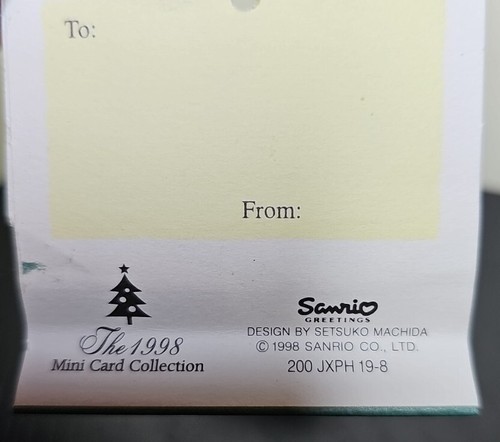 To:
From:
The 1998
Mini Card Collection
Sanrio
GREETINGS
DESIGN BY SETSUKO MACHIDA
© 1998 SANRIO CO., LTD.
200 JXPH 19-8